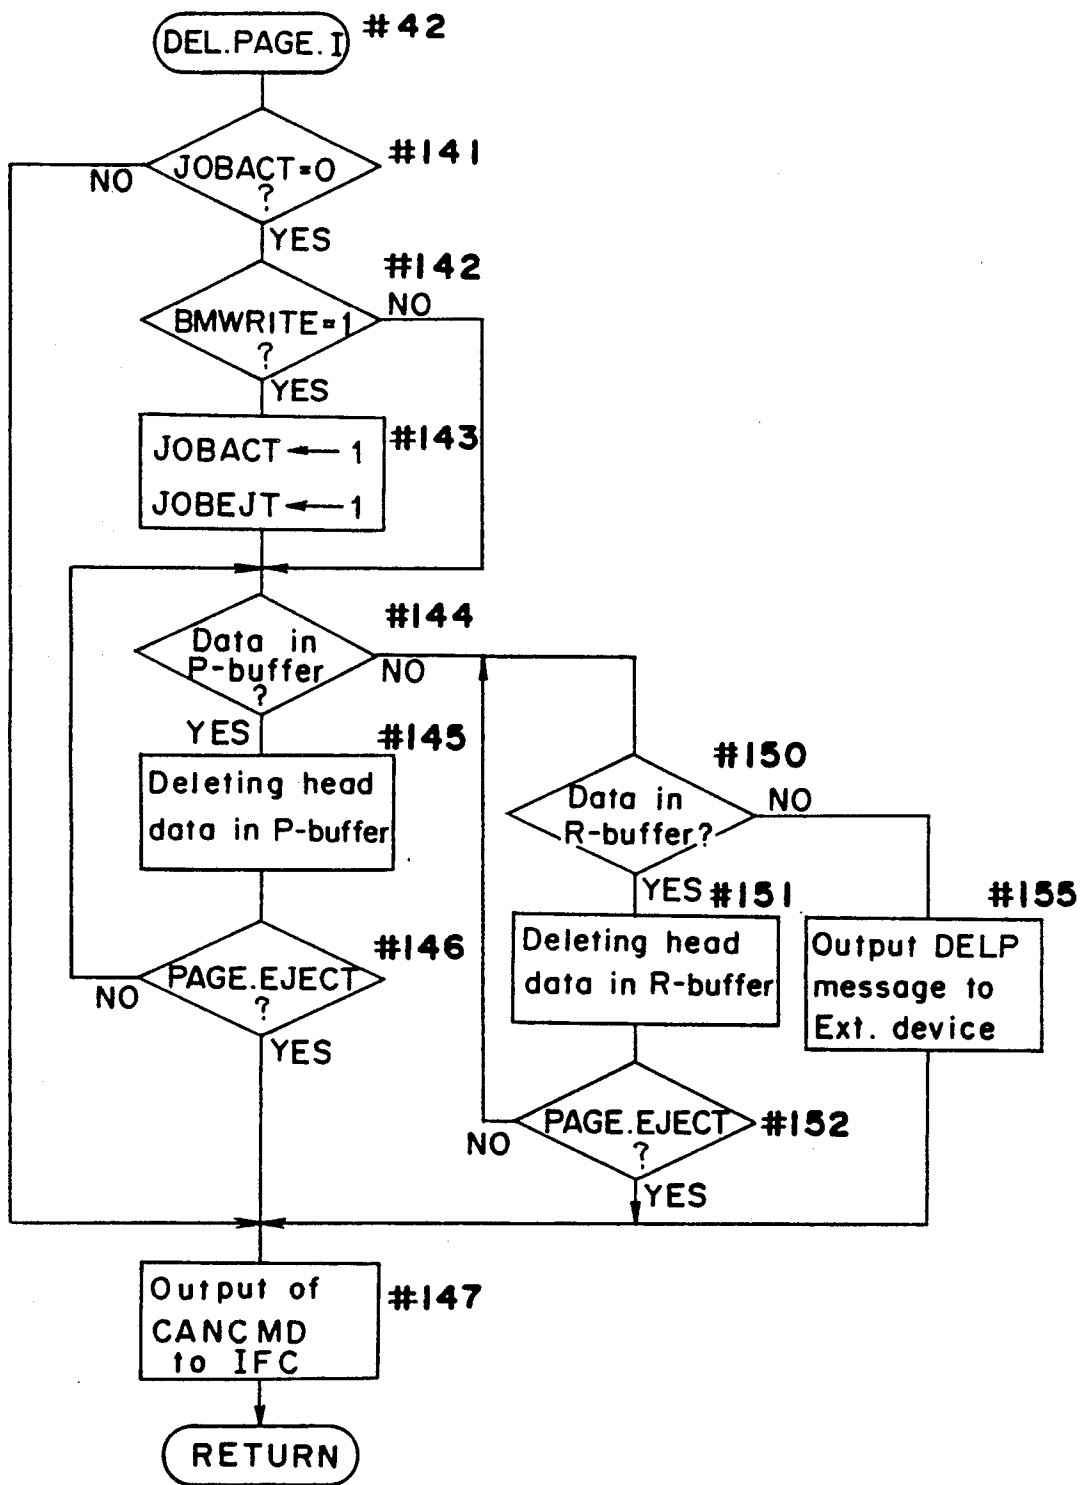 DEL.PAGE.I #42
JOBACT=0 #141
?
NO
YES
#142
BMWRITE=1 NO
?
YES
JOBACT ← 1 #143
JOBEJT ← 1
#144
Data in
P-buffer NO
?
YES #145
Deleting head
data in P-buffer
#146
PAGE.EJECT
?
NO
YES
#150
Data in NO
R-buffer?
YES #151
Deleting head
data in R-buffer
#155
Output DELP
message to
Ext. device
PAGE.EJECT #152
?
NO
YES
Output of #147
CANCMD
to IFC
RETURN